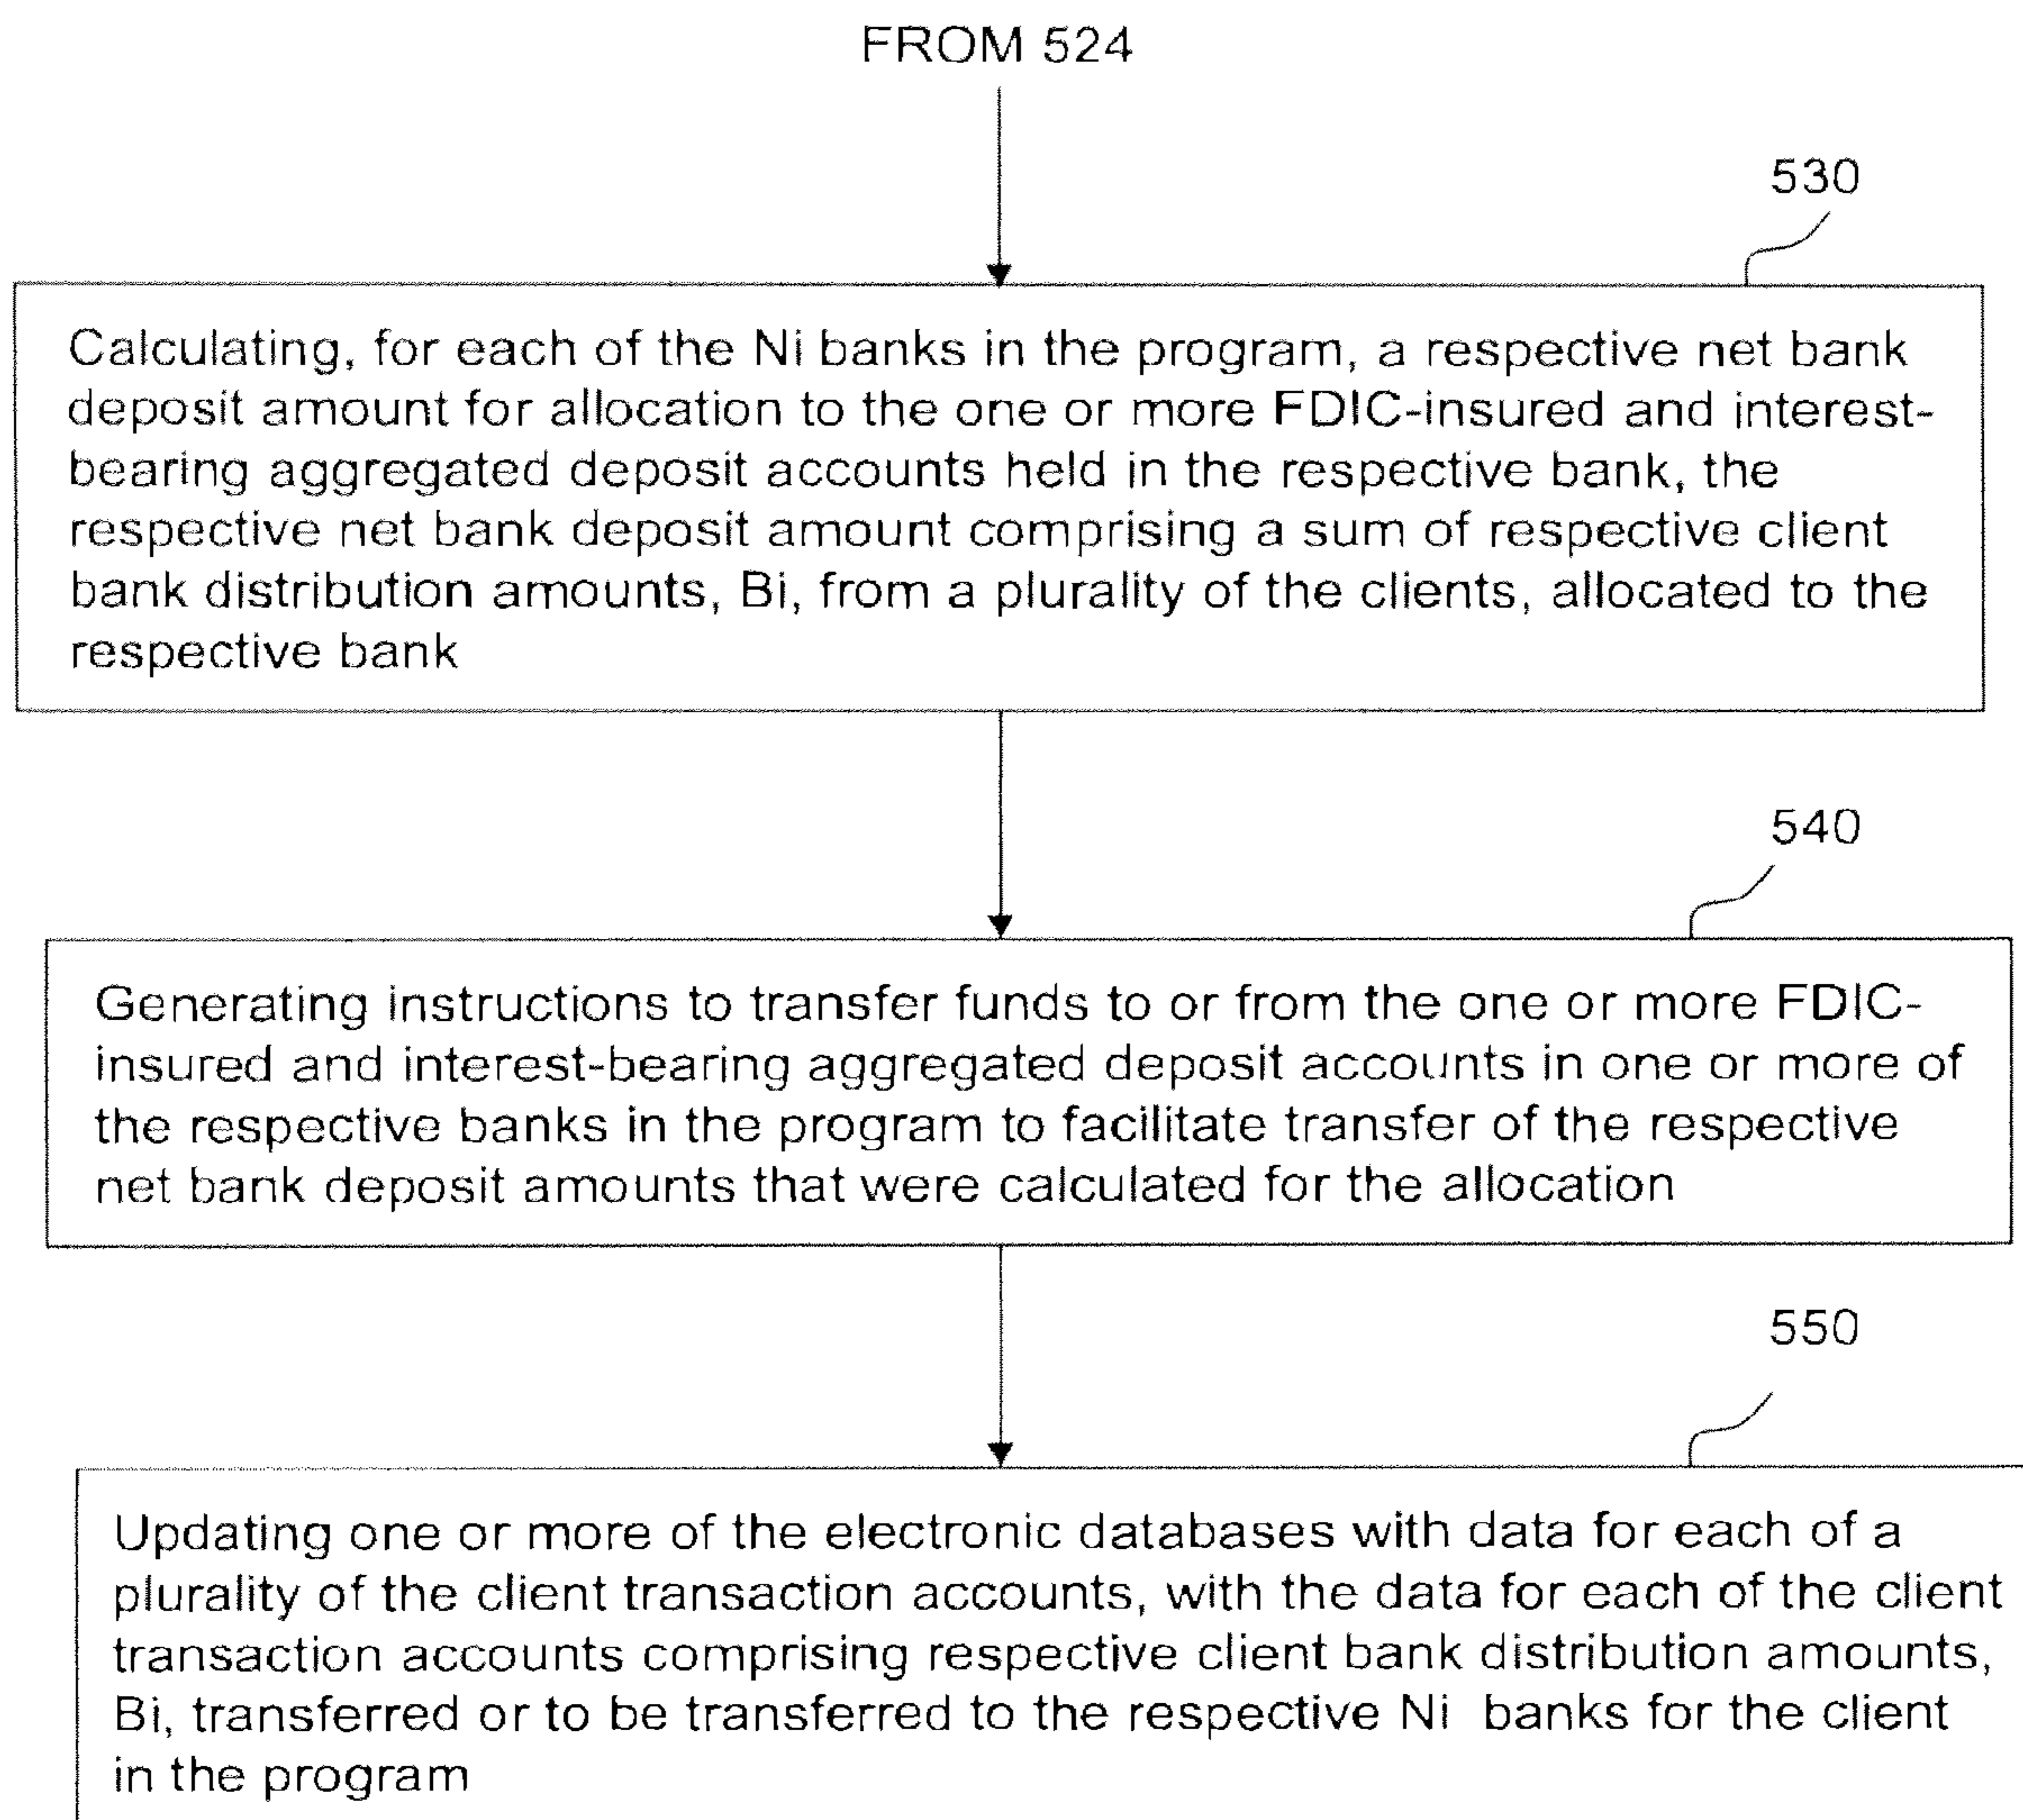 FROM 524
530
Calculating, for each of the Ni banks in the program, a respective net bank
deposit amount for allocation to the one or more FDIC-insured and interest-
bearing aggregated deposit accounts held in the respective bank, the
respective net bank deposit amount comprising a sum of respective client
bank distribution amounts, Bi, from a plurality of the clients, allocated to the
respective bank
540
Generating instructions to transfer funds to or from the one or more FDIC-
insured and interest-bearing aggregated deposit accounts in one or more of
the respective banks in the program to facilitate transfer of the respective
net bank deposit amounts that were calculated for the allocation
550
Updating one or more of the electronic databases with data for each of a
plurality of the client transaction accounts, with the data for each of the client
transaction accounts comprising respective client bank distribution amounts,
Bi, transferred or to be transferred to the respective Ni banks for the client
in the program